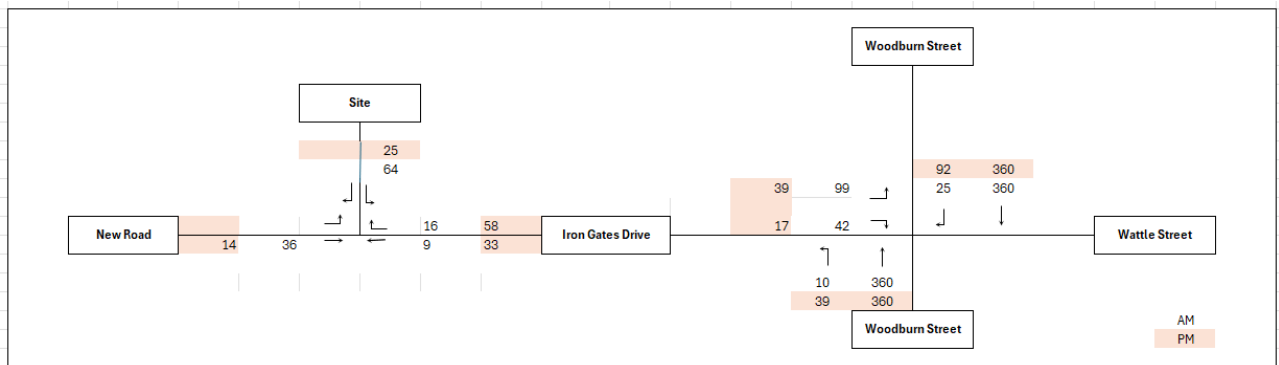 Woodburn Street
Site
25
64
92 360
39 99 25 360
16 58
17 42
New Road
Iron Gates Drive
Wattle Street
14 36 9 33
10 360
39 360
Woodburn Street
AM
PM